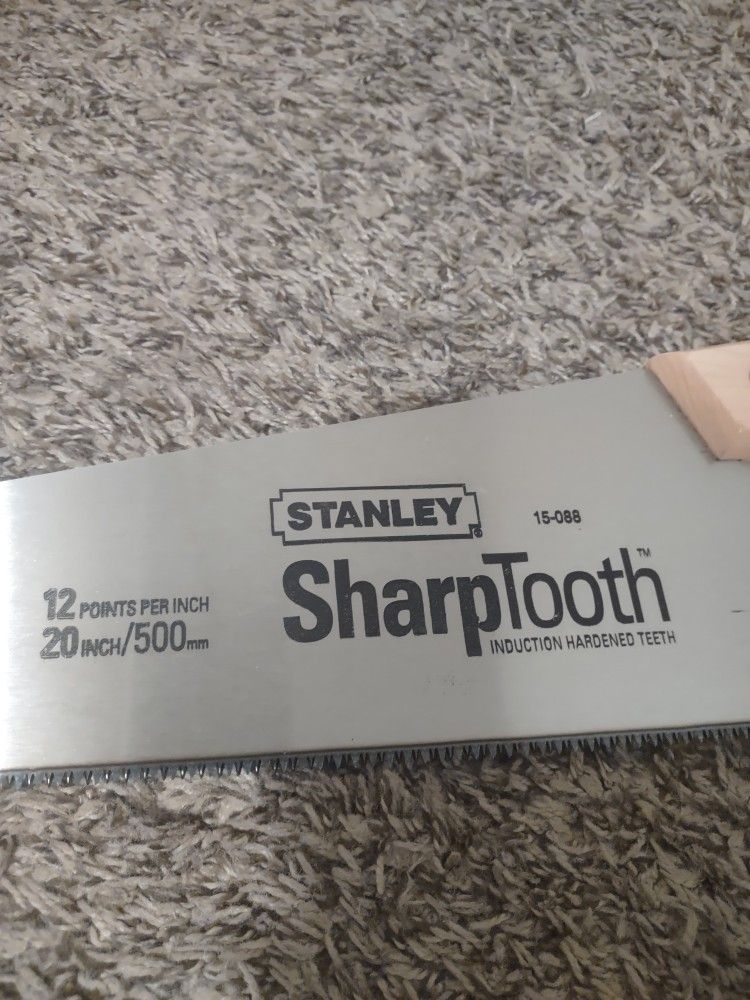 STANLEY®
15-088
SharpTooth™
INDUCTION HARDENED TEETH
12 POINTS PER INCH
20 INCH/500mm